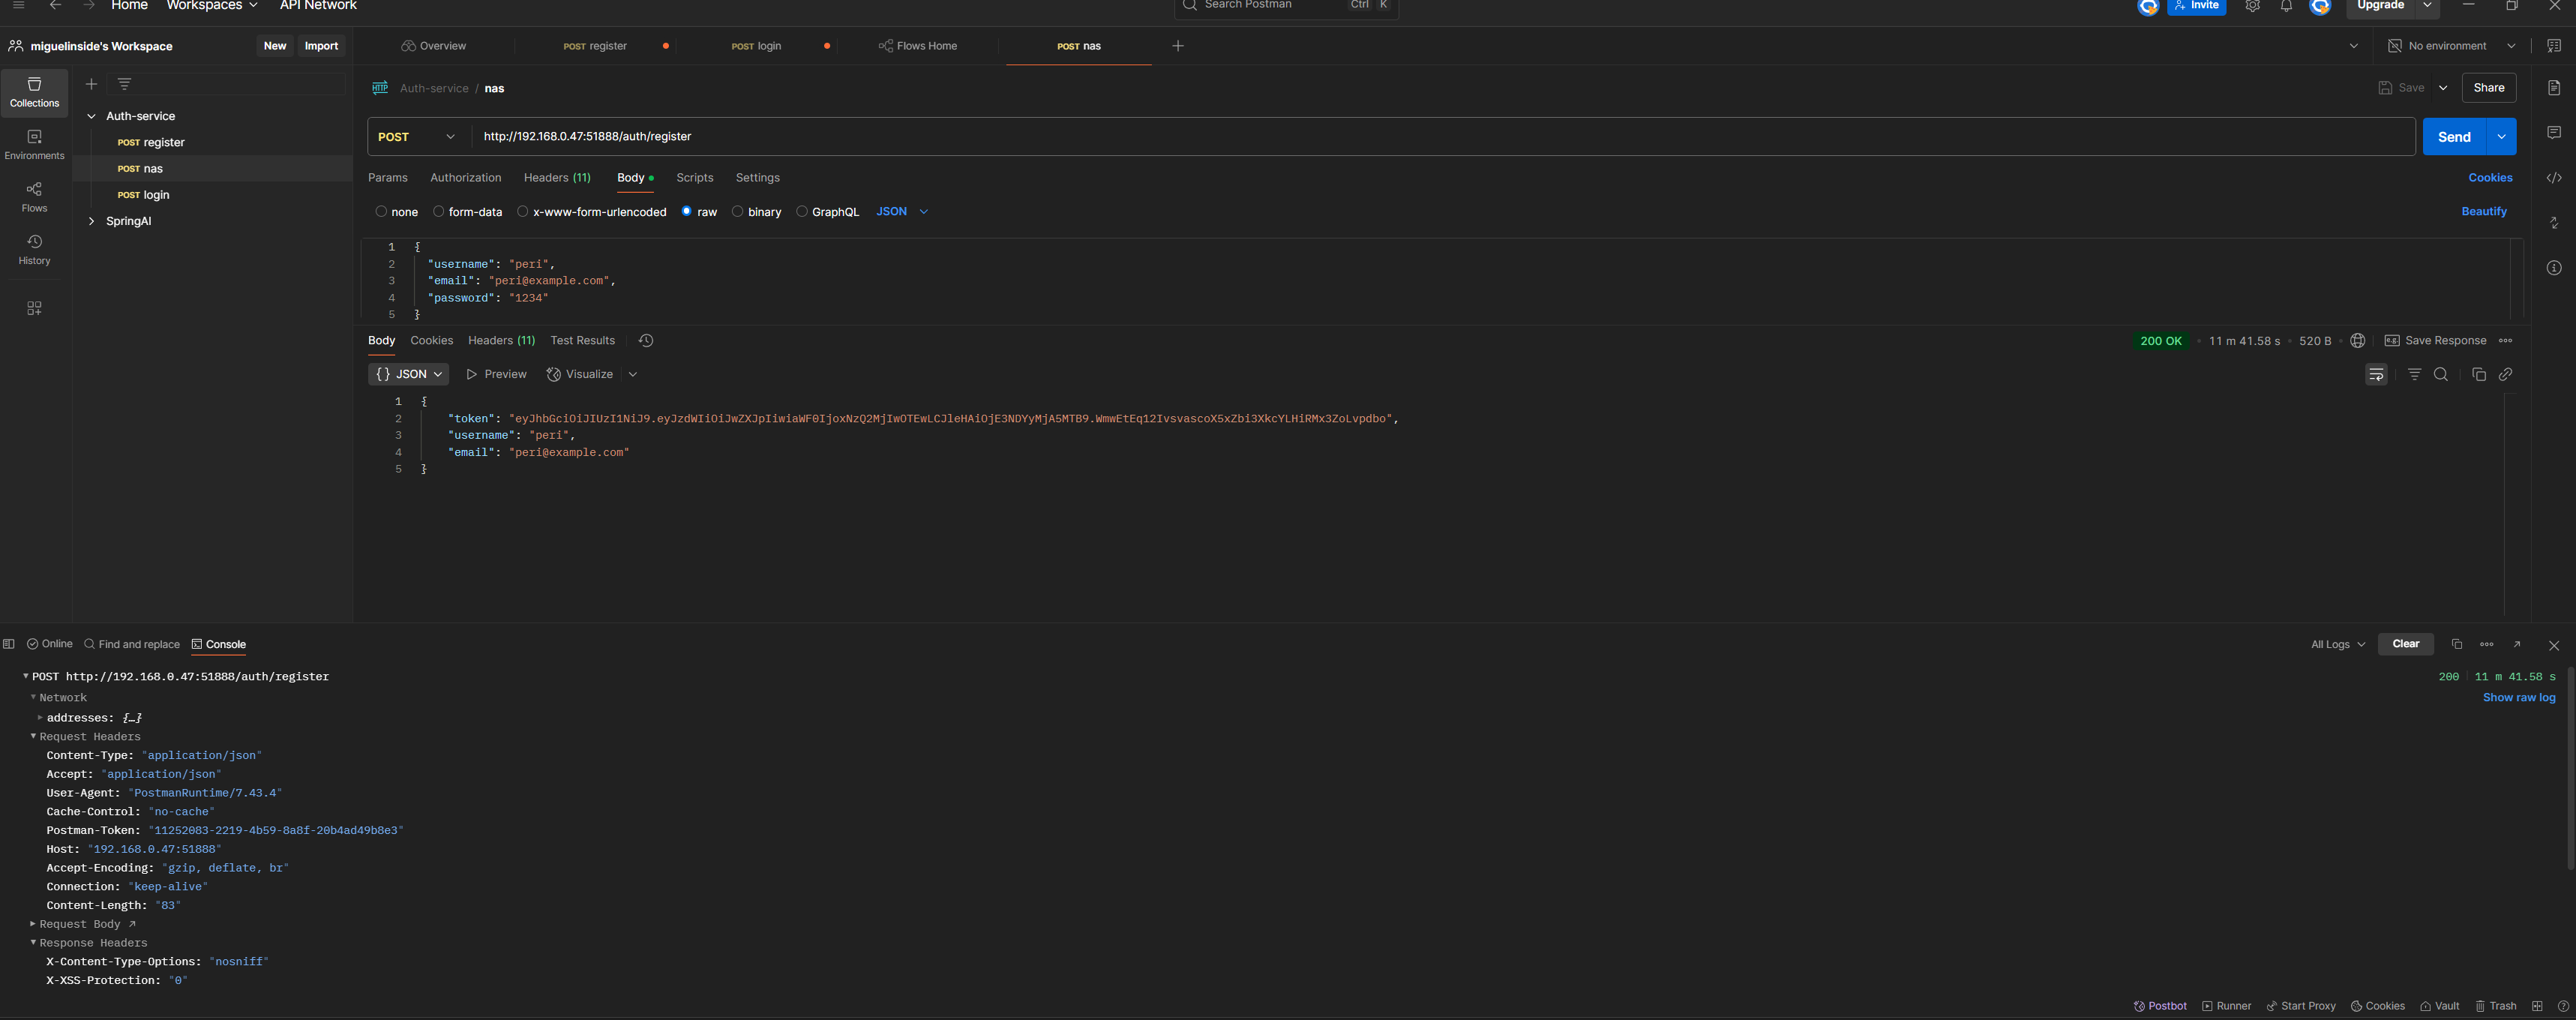 Home Workspaces API Network Search Postman Ctrl K Invite Upgrade
miguelinside's Workspace New Import Overview POST register POST login Flows Home POST nas No environment
Collections
Environments
Flows
History
Auth-service
POST register
POST nas
POST login
SpringAI
HTTP Auth-service / nas Save Share
POST http://192.168.0.47:51888/auth/register Send
Params Authorization Headers (11) Body Scripts Settings Cookies
none form-data x-www-form-urlencoded raw binary GraphQL JSON Beautify
1 {
2 "username": "peri",
3 "email": "peri@example.com",
4 "password": "1234"
5 }
Body Cookies Headers (11) Test Results 200 OK • 11 m 41.58 s • 520 B • e.g. Save Response
{ } JSON Preview Visualize
1 {
2 "token": "eyJhbGciOiJIUzI1NiJ9.eyJzdWIiOiJwZXJpIiwiaWF0IjoxNzQ2MjIwOTEwLCJleHAiOjE3NDYyMjA5MTB9.WmwEtEq12IvsvascoX5xZbi3XkcYLHiRMx3ZoLvpdbo",
3 "username": "peri",
4 "email": "peri@example.com"
5 }
Online Find and replace Console All Logs Clear
POST http://192.168.0.47:51888/auth/register 200 11 m 41.58 s
Network Show raw log
addresses: {…}
Request Headers
Content-Type: "application/json"
Accept: "application/json"
User-Agent: "PostmanRuntime/7.43.4"
Cache-Control: "no-cache"
Postman-Token: "11252083-2219-4b59-8a8f-20b4ad49b8e3"
Host: "192.168.0.47:51888"
Accept-Encoding: "gzip, deflate, br"
Connection: "keep-alive"
Content-Length: "83"
Request Body
Response Headers
X-Content-Type-Options: "nosniff"
X-XSS-Protection: "0"
Postbot Runner Start Proxy Cookies Vault Trash